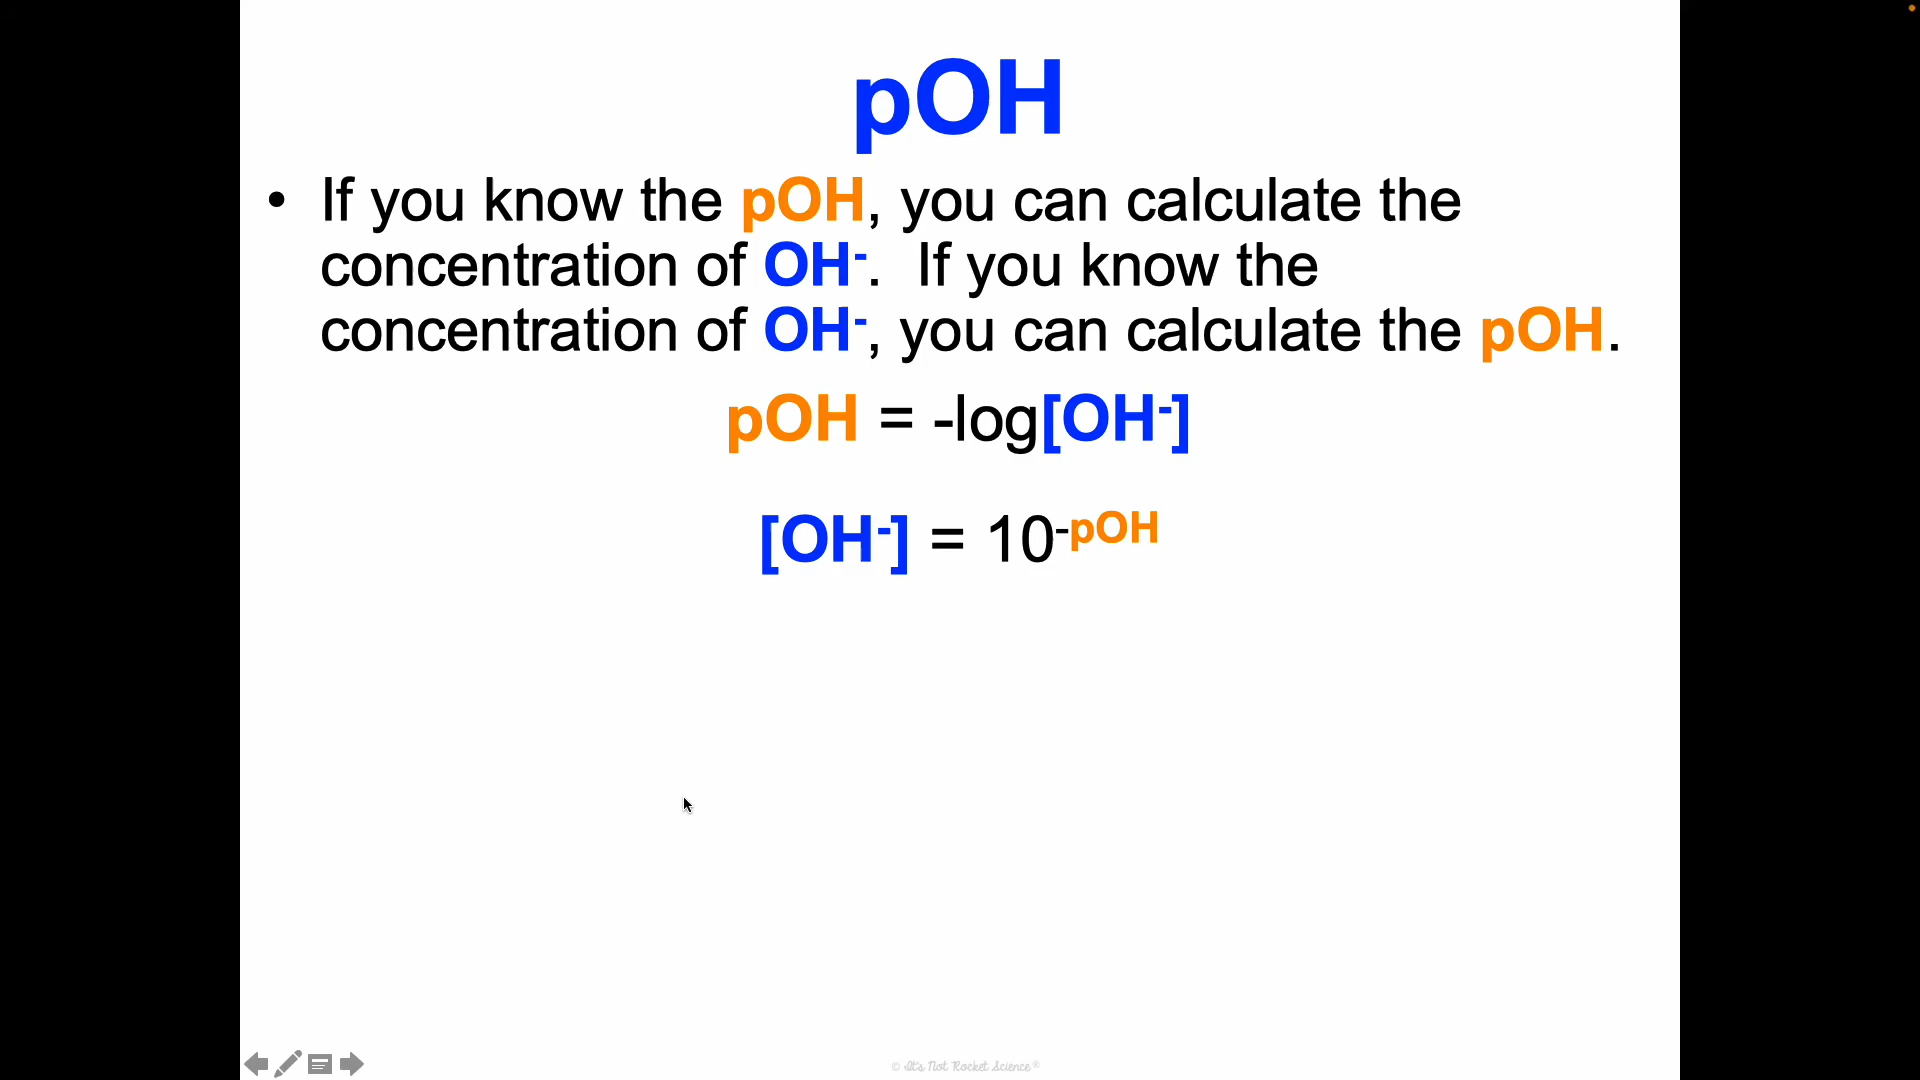 pOH
• If you know the pOH, you can calculate the
concentration of OH⁻.  If you know the
concentration of OH⁻, you can calculate the pOH.
pOH = -log[OH⁻]
[OH⁻] = 10^-pOH
© It's Not Rocket Science®